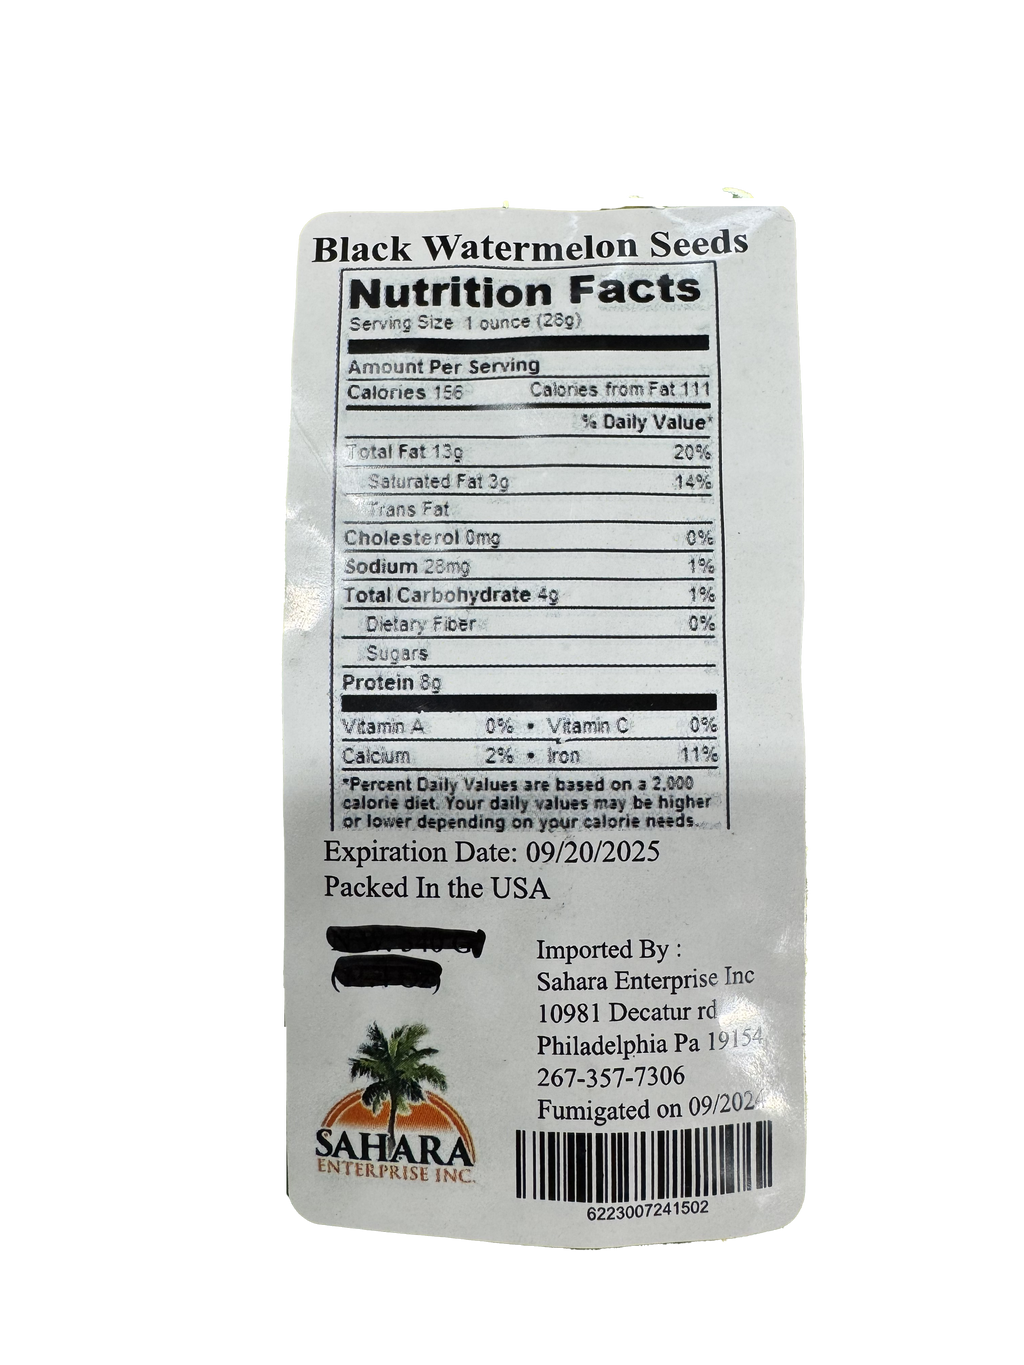 Black Watermelon Seeds
Nutrition Facts
Serving Size 1 ounce (28g)
Amount Per Serving
Calories 156 Calories from Fat 111
% Daily Value*
Total Fat 13g 20%
Saturated Fat 3g 14%
Trans Fat
Cholesterol 0mg 0%
Sodium 28mg 1%
Total Carbohydrate 4g 1%
Dietary Fiber 0%
Sugars
Protein 8g
Vitamin A 0% • Vitamin C 0%
Calcium 2% • Iron 11%
*Percent Daily Values are based on a 2,000
calorie diet. Your daily values may be higher
or lower depending on your calorie needs.
Expiration Date: 09/20/2025
Packed In the USA
Imported By :
Sahara Enterprise Inc
10981 Decatur rd
Philadelphia Pa 19154
267-357-7306
Fumigated on 09/2024
SAHARA
ENTERPRISE INC.
6223007241502